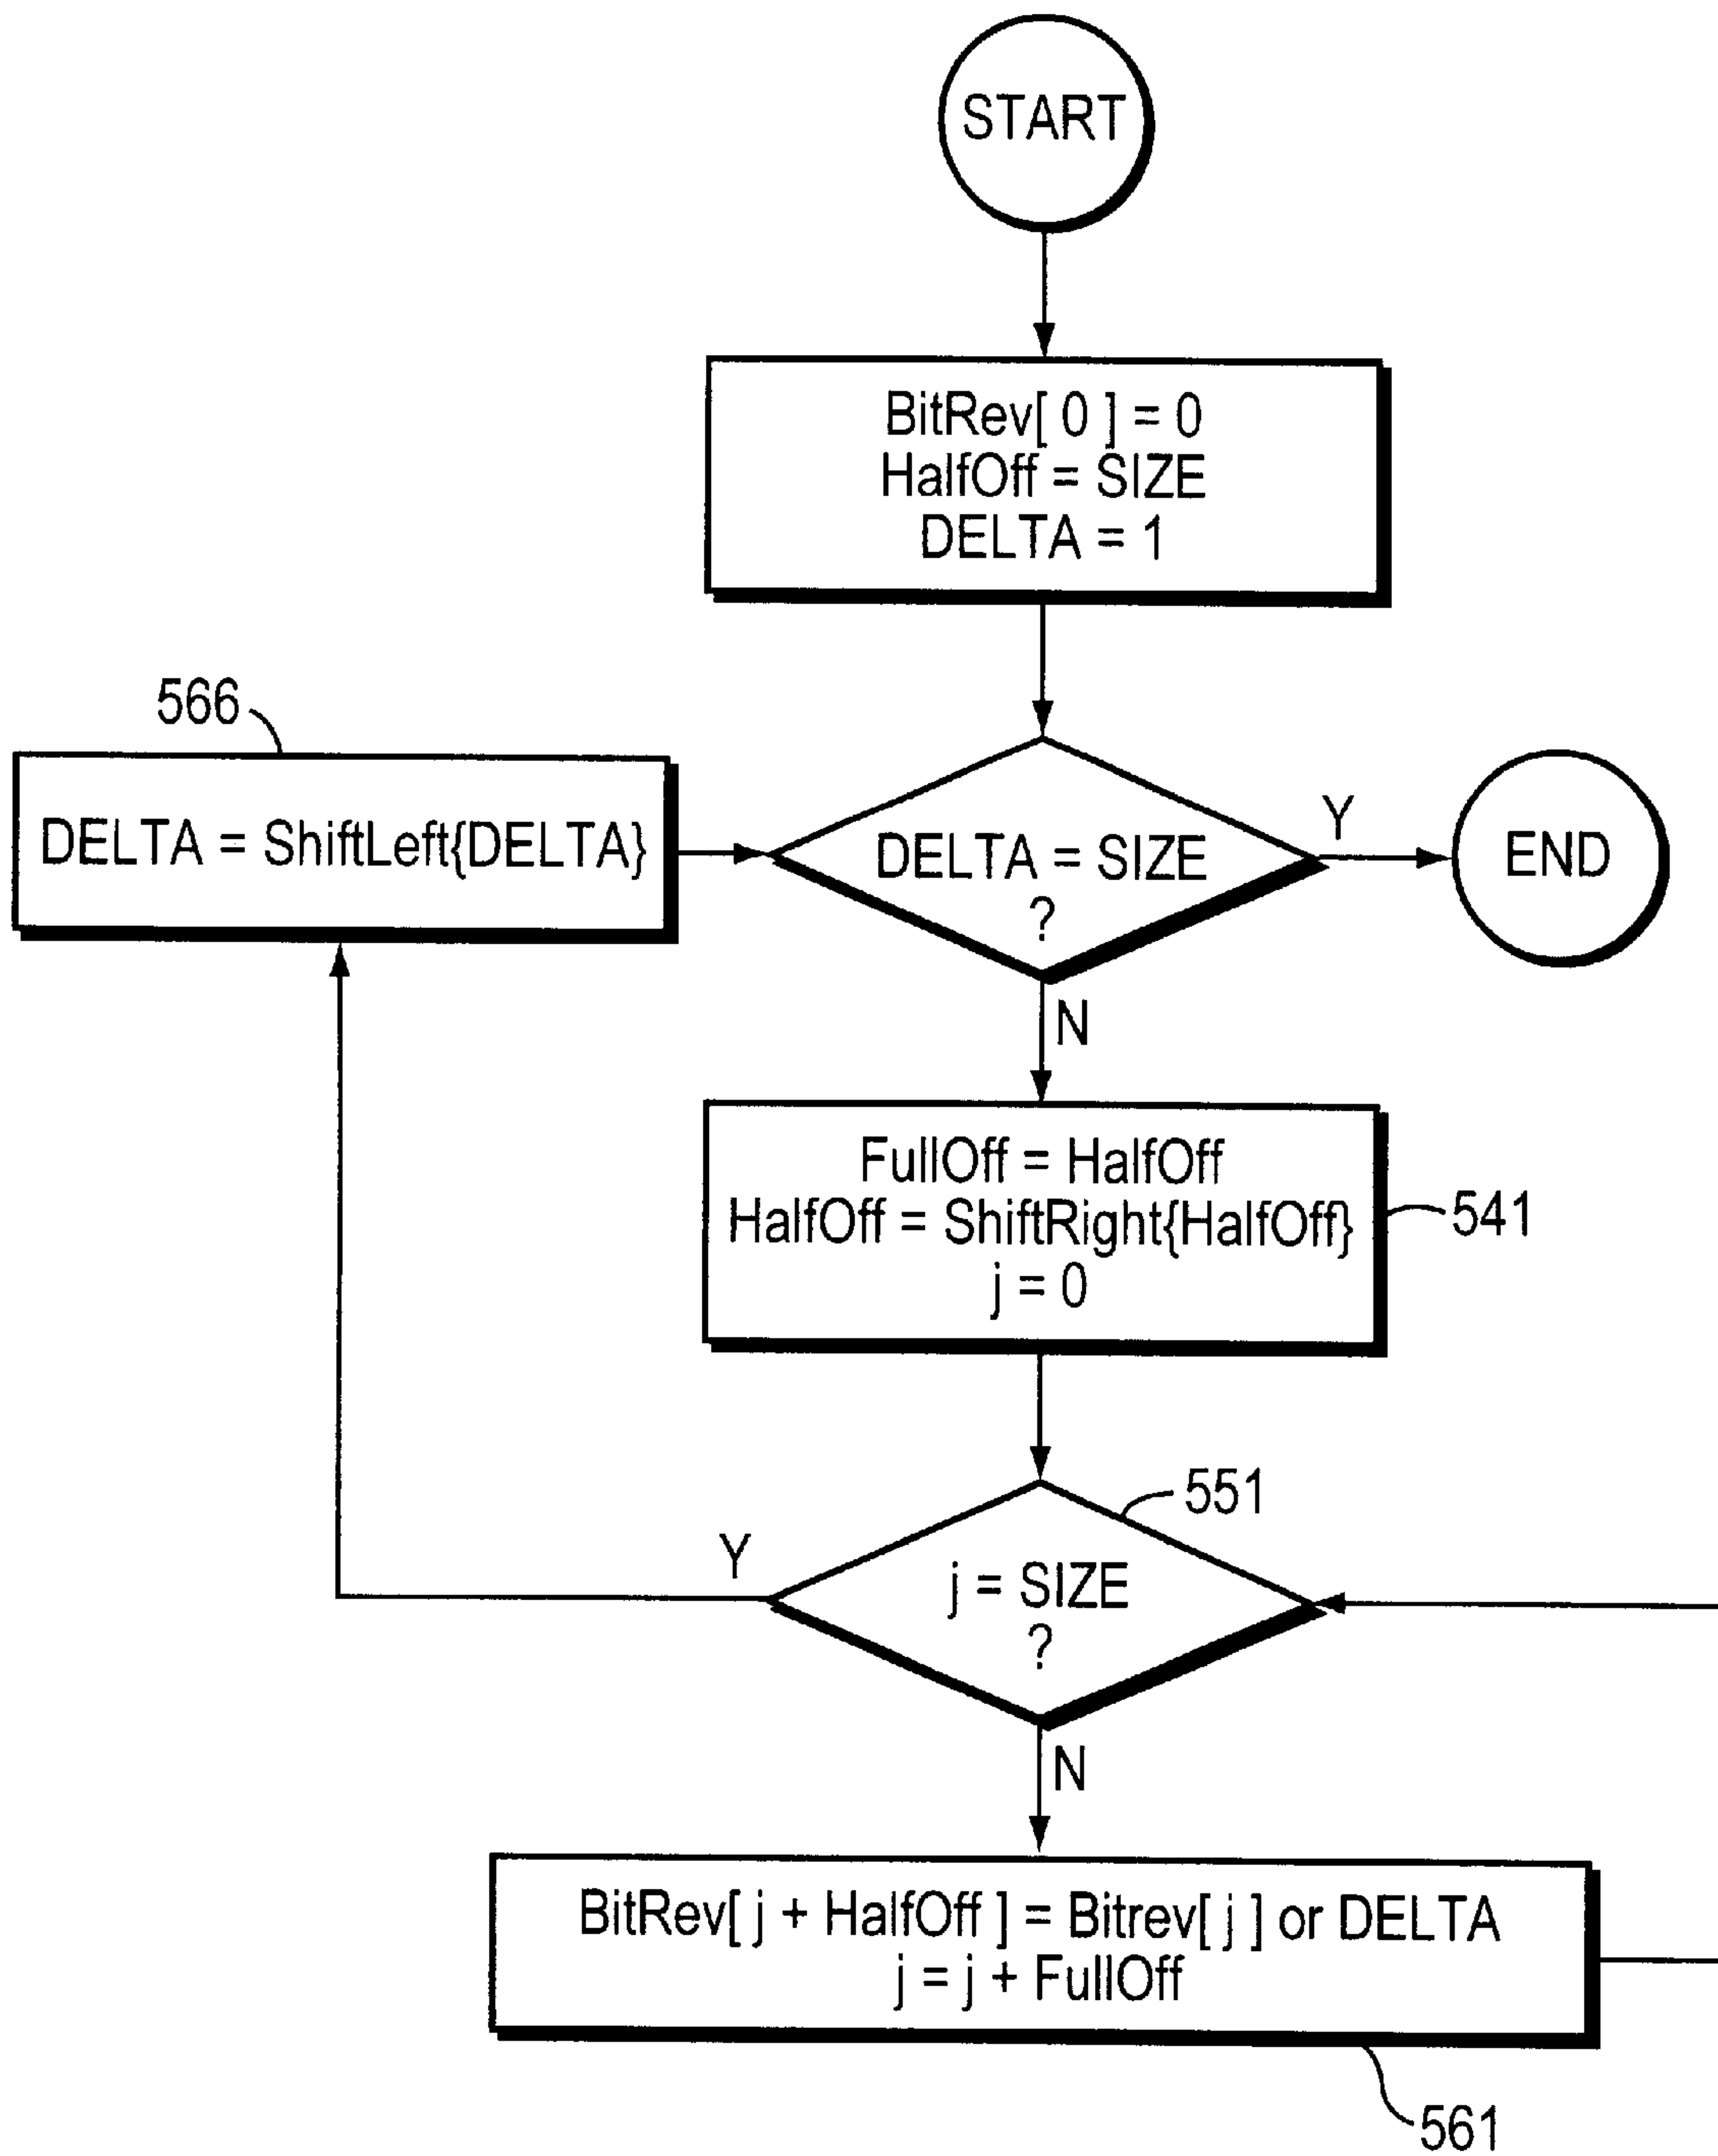 START
BitRev[ 0 ] = 0
HalfOff = SIZE
DELTA = 1
566
DELTA = ShiftLeft{DELTA}
DELTA = SIZE
?
Y
END
N
FullOff = HalfOff
HalfOff = ShiftRight{HalfOff}
j = 0
541
551
Y
j = SIZE
?
N
BitRev[ j + HalfOff ] = Bitrev[ j ] or DELTA
j = j + FullOff
561